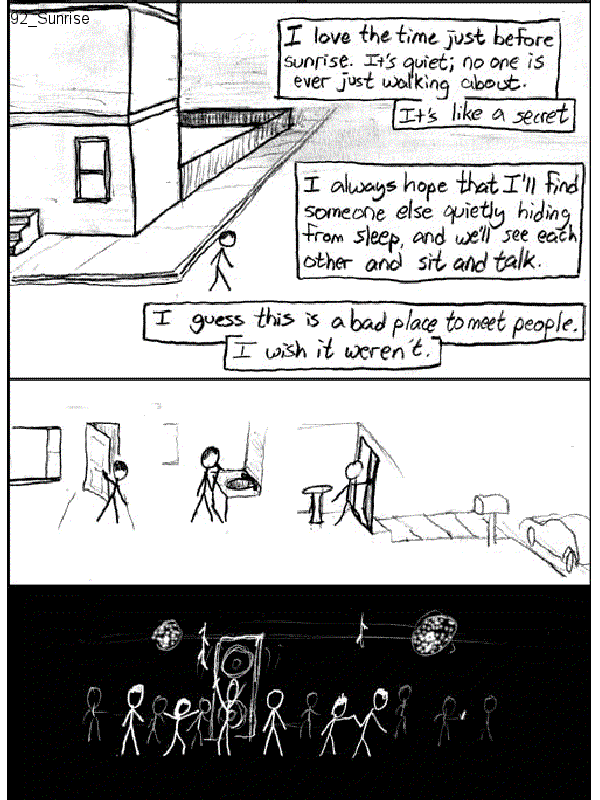 92_Sunrise
I love the time just before
sunrise. It's quiet; no one is
ever just walking about.
It's like a secret
I always hope that I'll find
someone else quietly hiding
from sleep, and we'll see each
other and sit and talk.
I guess this is a bad place to meet people.
I wish it weren't.